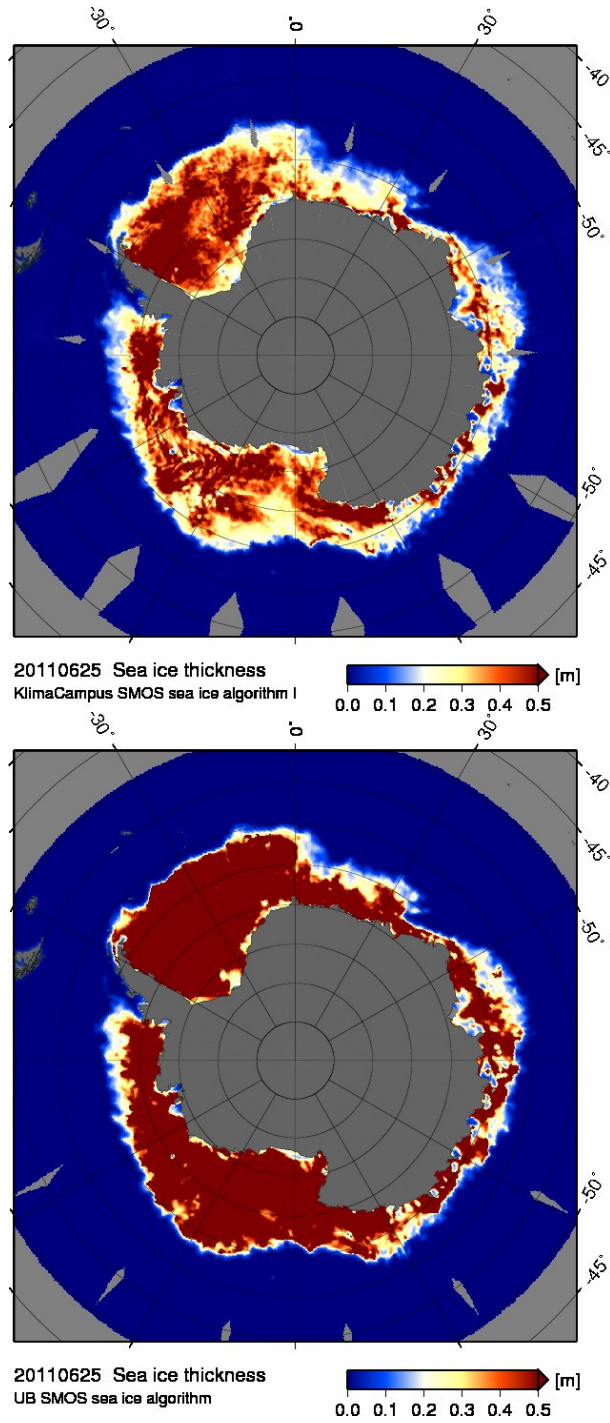 -30° 0° 30°
-40
-45°
-50°
-50°
-45°
20110625 Sea ice thickness
KlimaCampus SMOS sea ice algorithm I
[m]
0.0 0.1 0.2 0.3 0.4 0.5
-30° 0° 30°
-40
-45°
-50°
-50°
-45°
20110625 Sea ice thickness
UB SMOS sea ice algorithm
[m]
0.0 0.1 0.2 0.3 0.4 0.5